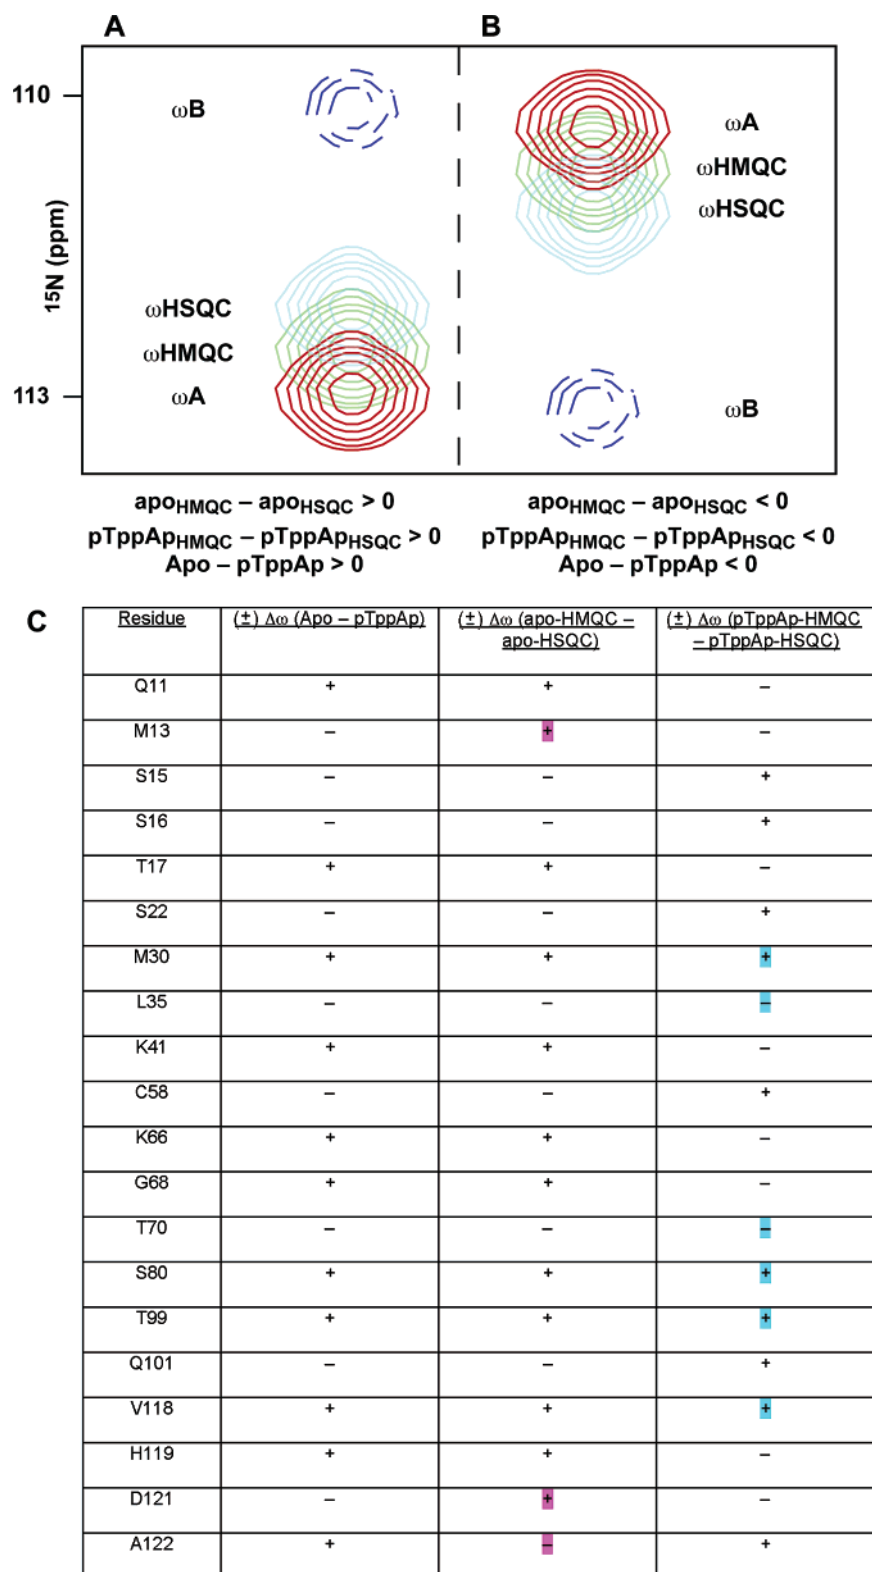 A B
110
ωB ωA
ωHMQC
ωHSQC
¹⁵N (ppm)
ωHSQC
ωHMQC
113 ωA ωB
apoHMQC – apoHSQC > 0 apoHMQC – apoHSQC < 0
pTppApHMQC – pTppApHSQC > 0 pTppApHMQC – pTppApHSQC < 0
Apo – pTppAp > 0 Apo – pTppAp < 0
C
Residue (±) Δω (Apo – pTppAp) (±) Δω (apo-HMQC – apo-HSQC) (±) Δω (pTppAp-HMQC – pTppAp-HSQC)
Q11 + + –
M13 – + –
S15 – – +
S16 – – +
T17 + + –
S22 – – +
M30 + + +
L35 – – –
K41 + + –
C58 – – +
K66 + + –
G68 + + –
T70 – – –
S80 + + +
T99 + + +
Q101 – – +
V118 + + +
H119 + + –
D121 – + –
A122 + – +